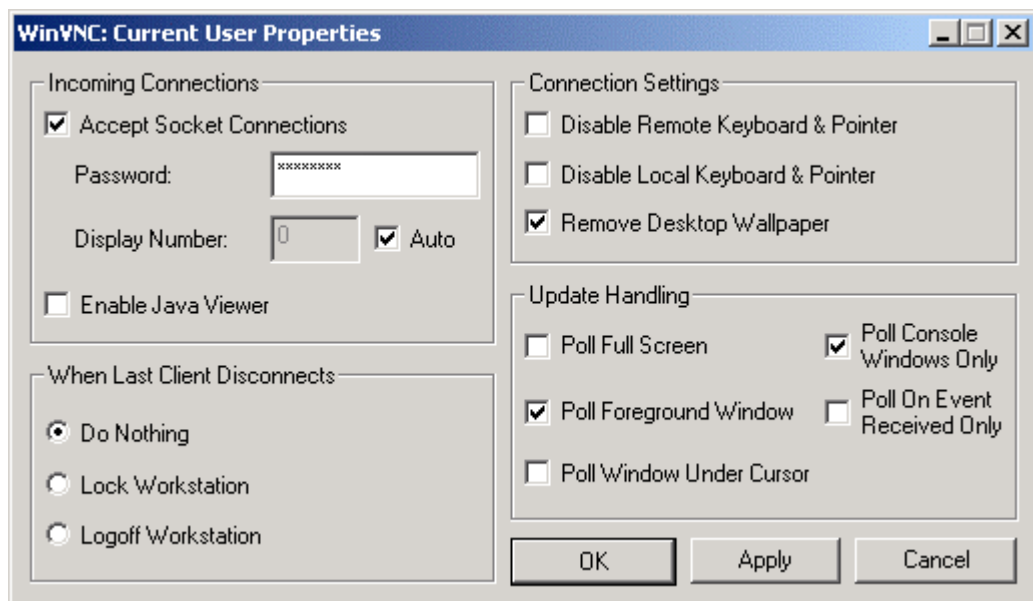 WinVNC: Current User Properties
Incoming Connections
Accept Socket Connections
Password:
xxxxxxxx
Display Number:
0
Auto
Enable Java Viewer
When Last Client Disconnects
Do Nothing
Lock Workstation
Logoff Workstation
Connection Settings
Disable Remote Keyboard & Pointer
Disable Local Keyboard & Pointer
Remove Desktop Wallpaper
Update Handling
Poll Full Screen
Poll Console
Windows Only
Poll Foreground Window
Poll On Event
Received Only
Poll Window Under Cursor
OK
Apply
Cancel